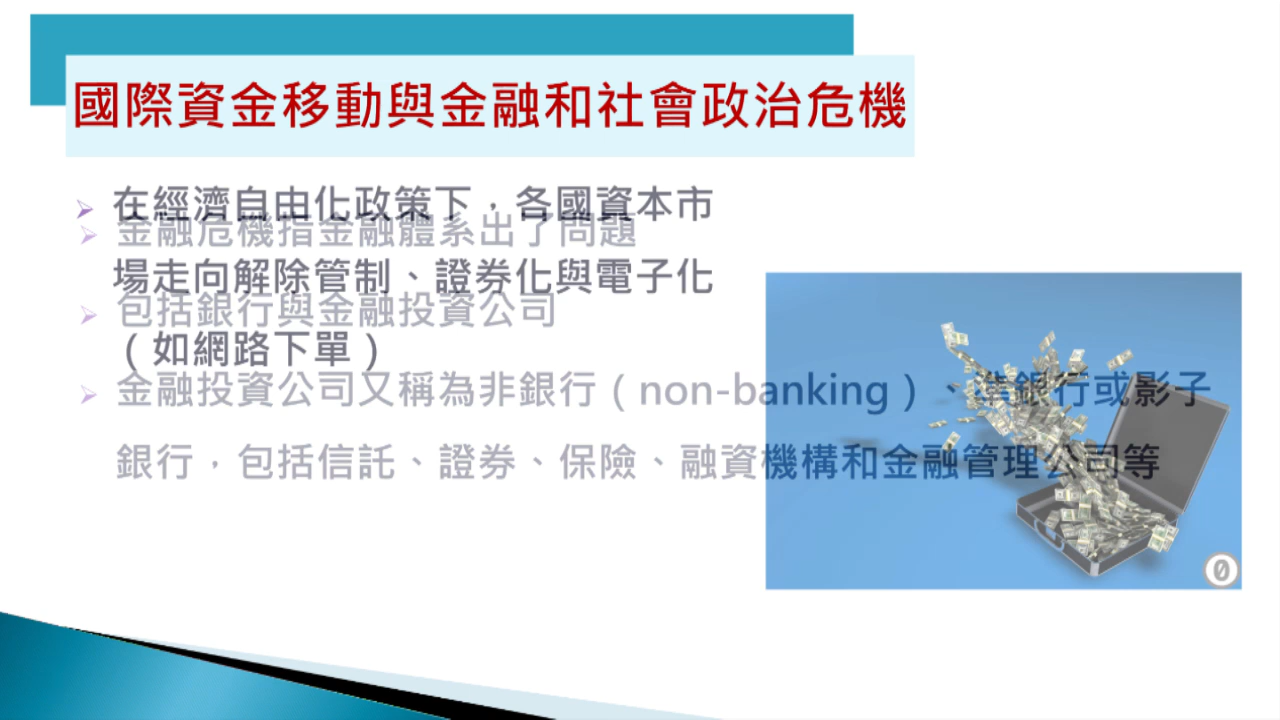 國際資金移動與金融和社會政治危機
在經濟自由化政策下，各國資本市
場走向解除管制、證券化與電子化
（如網路下單）
金融危機指金融體系出了問題
包括銀行與金融投資公司
金融投資公司又稱為非銀行（non-banking）、準銀行或影子
銀行，包括信託、證券、保險、融資機構和金融管理公司等
0